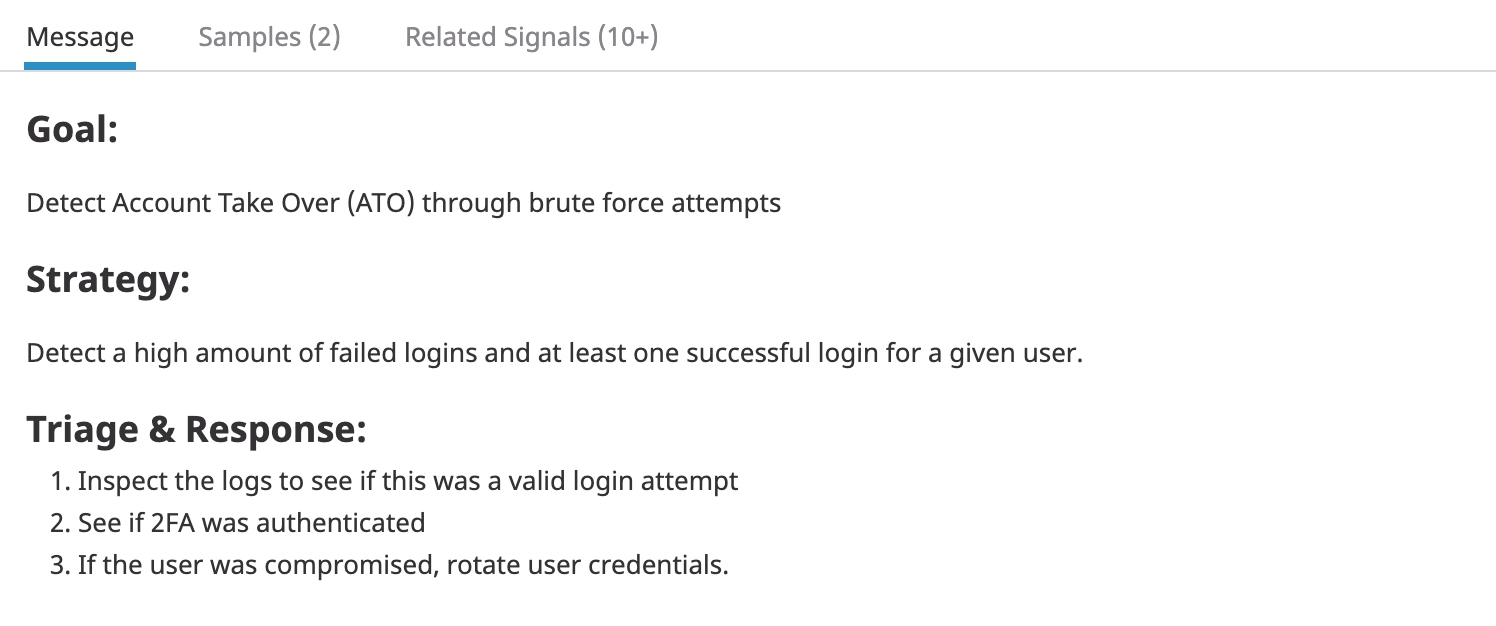 Message Samples (2) Related Signals (10+)
Goal:
Detect Account Take Over (ATO) through brute force attempts
Strategy:
Detect a high amount of failed logins and at least one successful login for a given user.
Triage & Response:
1. Inspect the logs to see if this was a valid login attempt
2. See if 2FA was authenticated
3. If the user was compromised, rotate user credentials.